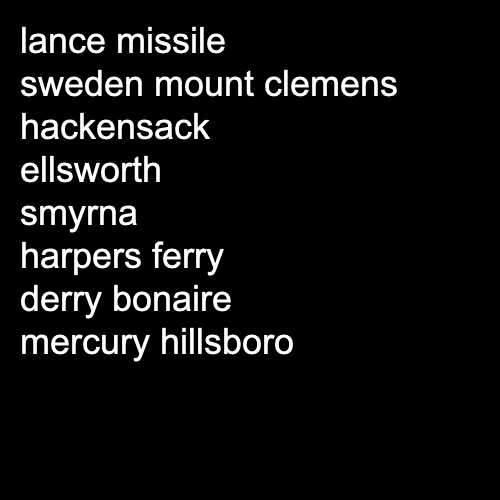 lance missile
sweden mount clemens
hackensack
ellsworth
smyrna
harpers ferry
derry bonaire
mercury hillsboro